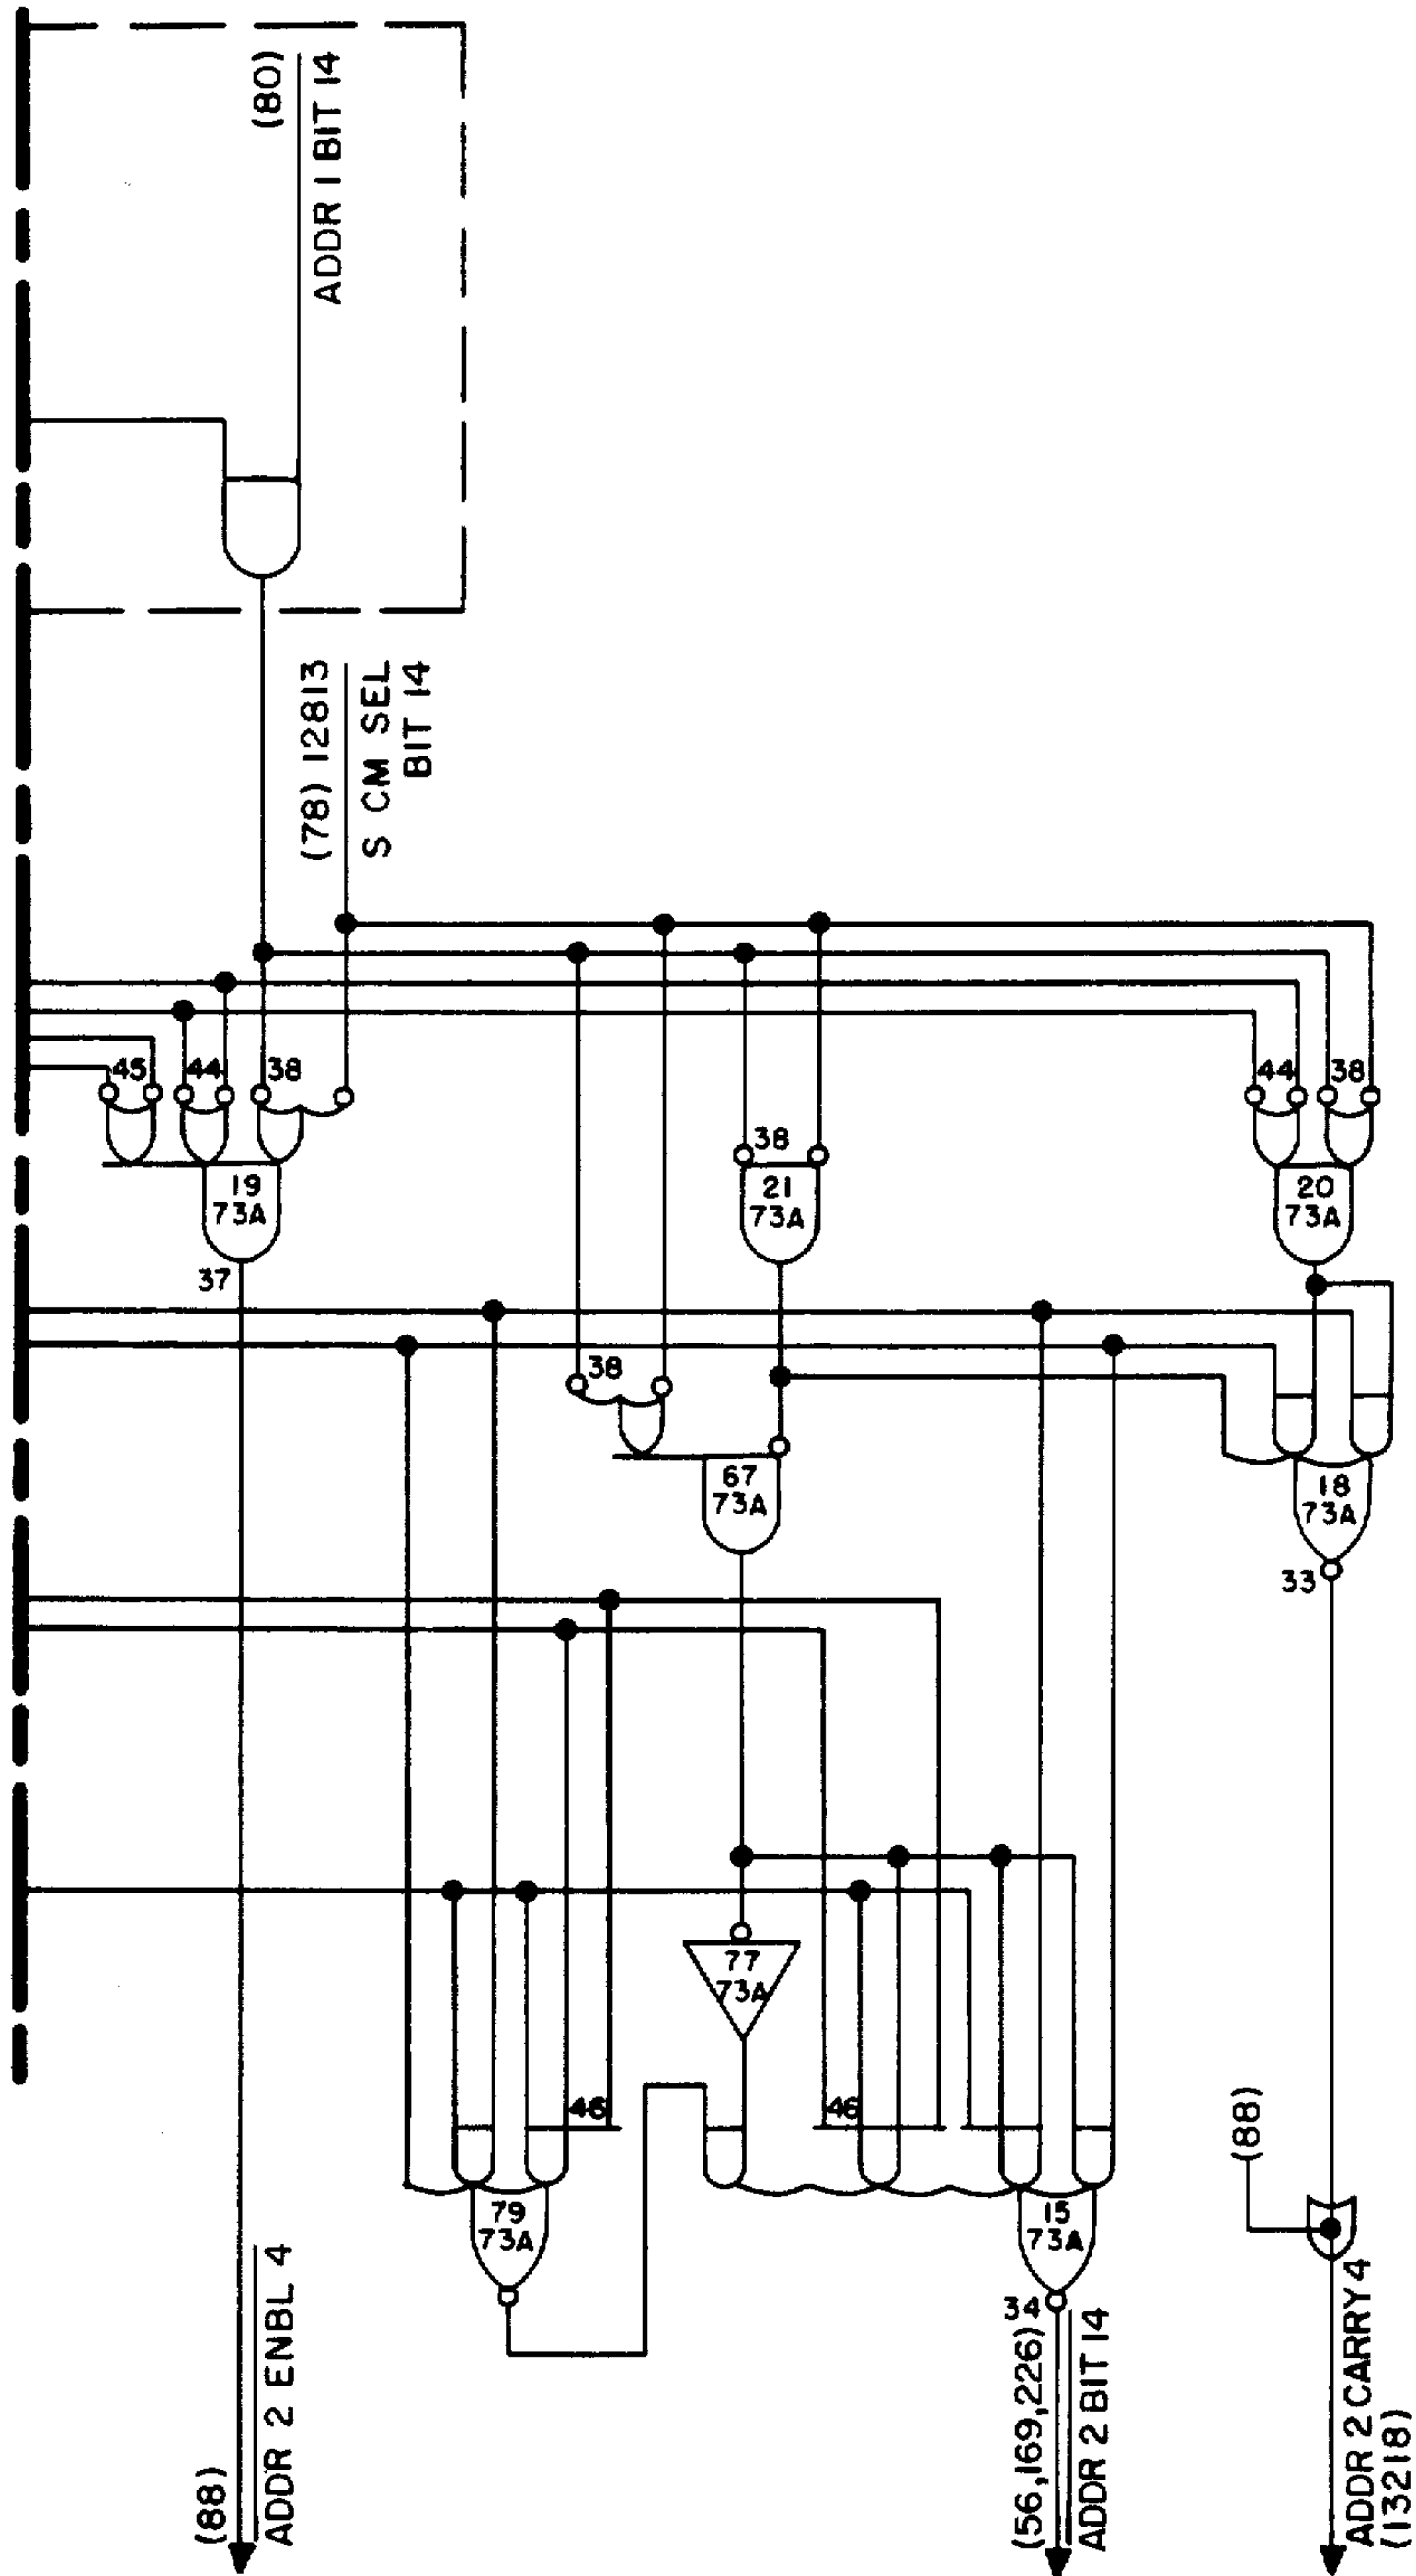 (80)
ADDR 1 BIT 14
(78) 12813
S CM SEL
BIT 14
45
44
38
44
38
38
19
73A
21
73A
20
73A
37
38
67
73A
18
73A
33
77
73A
46
46
79
73A
15
73A
(88)
34
(88)
ADDR 2 ENBL 4
(56,169,226)
ADDR 2 BIT 14
ADDR 2 CARRY 4
(13218)